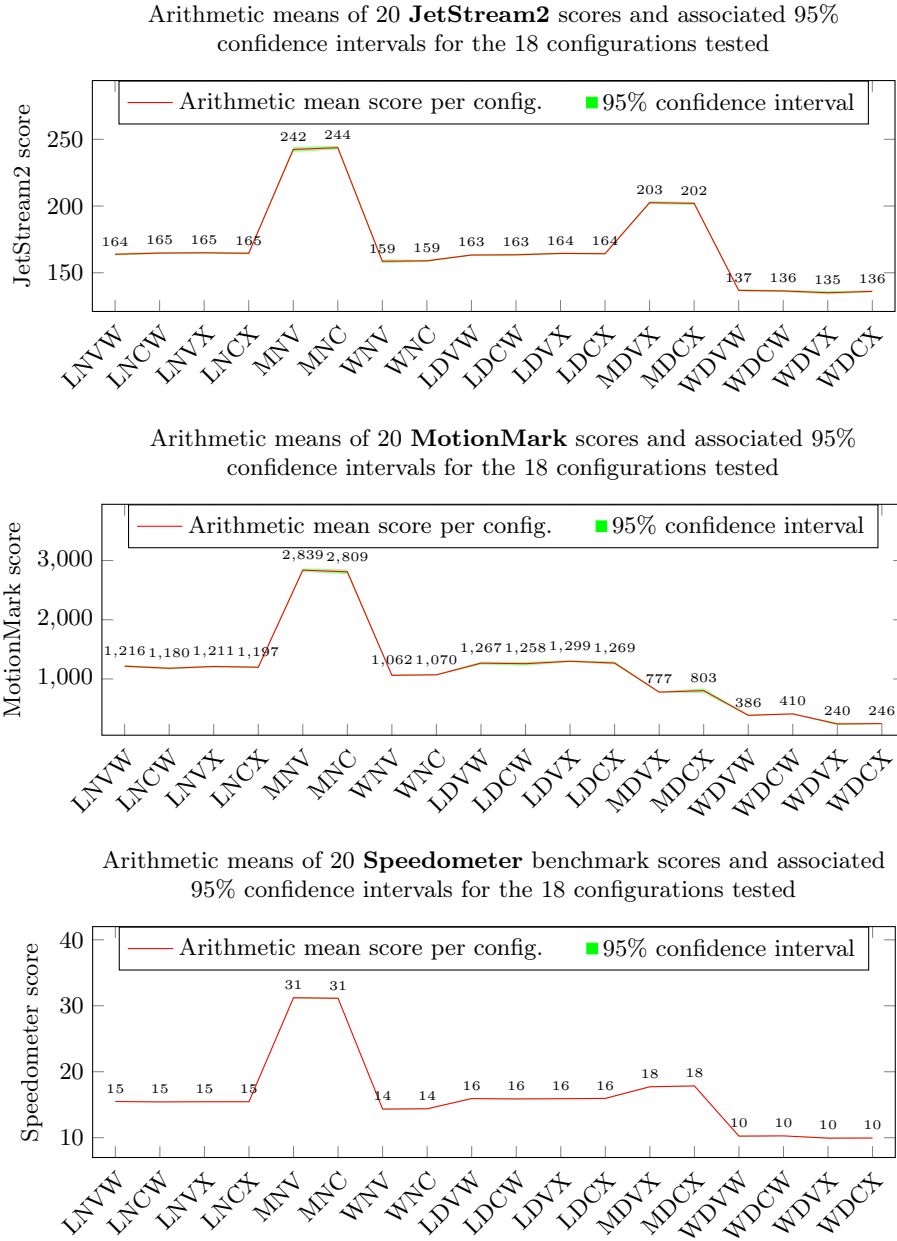 Arithmetic means of 20 JetStream2 scores and associated 95%
confidence intervals for the 18 configurations tested
Arithmetic mean score per config. 95% confidence interval
JetStream2 score
250
200
150
164 165 165 165 242 244 159 159 163 163 164 164 203 202 137 136 135 136
LNVW LNCW LNVX LNCX MNV MNC WNV WNC LDVW LDCW LDVX LDCX MDVX MDCX WDVW WDCW WDVX WDCX
Arithmetic means of 20 MotionMark scores and associated 95%
confidence intervals for the 18 configurations tested
Arithmetic mean score per config. 95% confidence interval
MotionMark score
3,000
2,000
1,000
1,216 1,180 1,211 1,197 2,839 2,809 1,062 1,070 1,267 1,258 1,299 1,269 777 803 386 410 240 246
LNVW LNCW LNVX LNCX MNV MNC WNV WNC LDVW LDCW LDVX LDCX MDVX MDCX WDVW WDCW WDVX WDCX
Arithmetic means of 20 Speedometer benchmark scores and associated
95% confidence intervals for the 18 configurations tested
Arithmetic mean score per config. 95% confidence interval
Speedometer score
40
30
20
10
15 15 15 15 31 31 14 14 16 16 16 16 18 18 10 10 10 10
LNVW LNCW LNVX LNCX MNV MNC WNV WNC LDVW LDCW LDVX LDCX MDVX MDCX WDVW WDCW WDVX WDCX